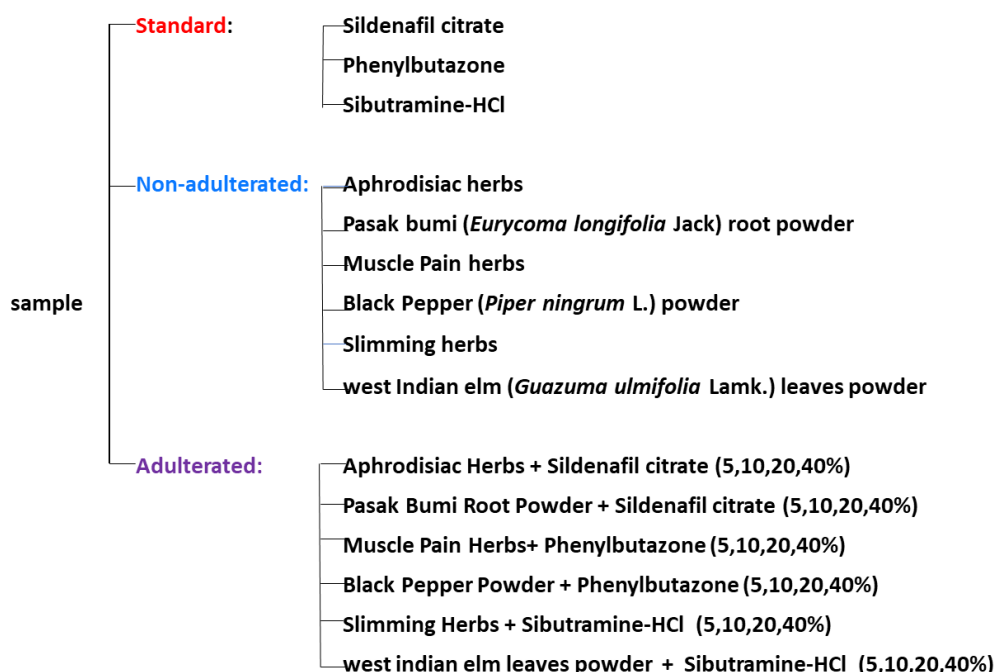 Standard: Sildenafil citrate
Phenylbutazone
Sibutramine-HCl
Non-adulterated: Aphrodisiac herbs
Pasak bumi (Eurycoma longifolia Jack) root powder
Muscle Pain herbs
sample Black Pepper (Piper ningrum L.) powder
Slimming herbs
west Indian elm (Guazuma ulmifolia Lamk.) leaves powder
Adulterated: Aphrodisiac Herbs + Sildenafil citrate (5,10,20,40%)
Pasak Bumi Root Powder + Sildenafil citrate (5,10,20,40%)
Muscle Pain Herbs+ Phenylbutazone (5,10,20,40%)
Black Pepper Powder + Phenylbutazone (5,10,20,40%)
Slimming Herbs + Sibutramine-HCl (5,10,20,40%)
west indian elm leaves powder + Sibutramine-HCl (5,10,20,40%)